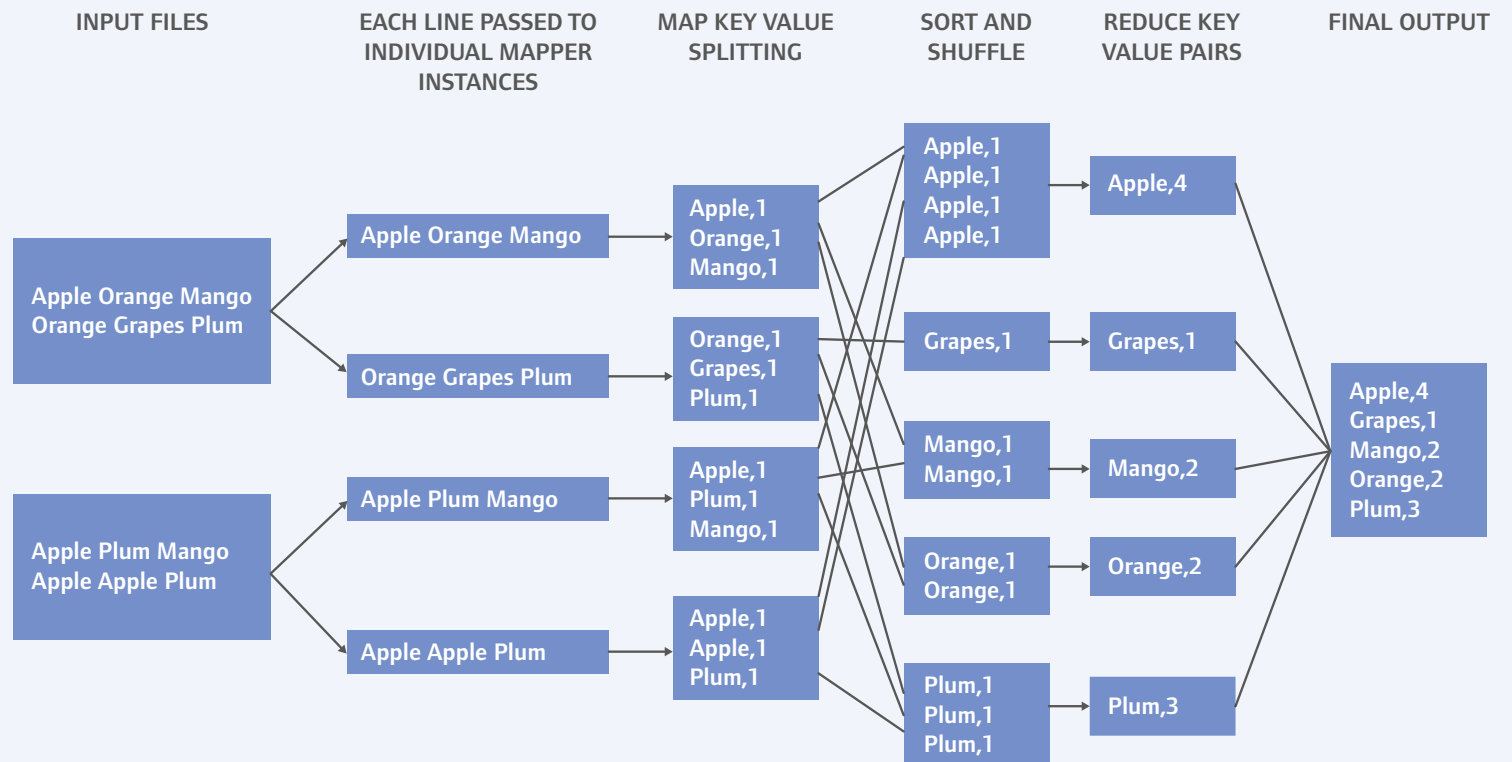 INPUT FILES
EACH LINE PASSED TO
INDIVIDUAL MAPPER
INSTANCES
MAP KEY VALUE
SPLITTING
SORT AND
SHUFFLE
REDUCE KEY
VALUE PAIRS
FINAL OUTPUT
Apple Orange Mango
Orange Grapes Plum
Apple Plum Mango
Apple Apple Plum
Apple Orange Mango
Orange Grapes Plum
Apple Plum Mango
Apple Apple Plum
Apple,1
Orange,1
Mango,1
Orange,1
Grapes,1
Plum,1
Apple,1
Plum,1
Mango,1
Apple,1
Apple,1
Plum,1
Apple,1
Apple,1
Apple,1
Apple,1
Grapes,1
Mango,1
Mango,1
Orange,1
Orange,1
Plum,1
Plum,1
Plum,1
Apple,4
Grapes,1
Mango,2
Orange,2
Plum,3
Apple,4
Grapes,1
Mango,2
Orange,2
Plum,3